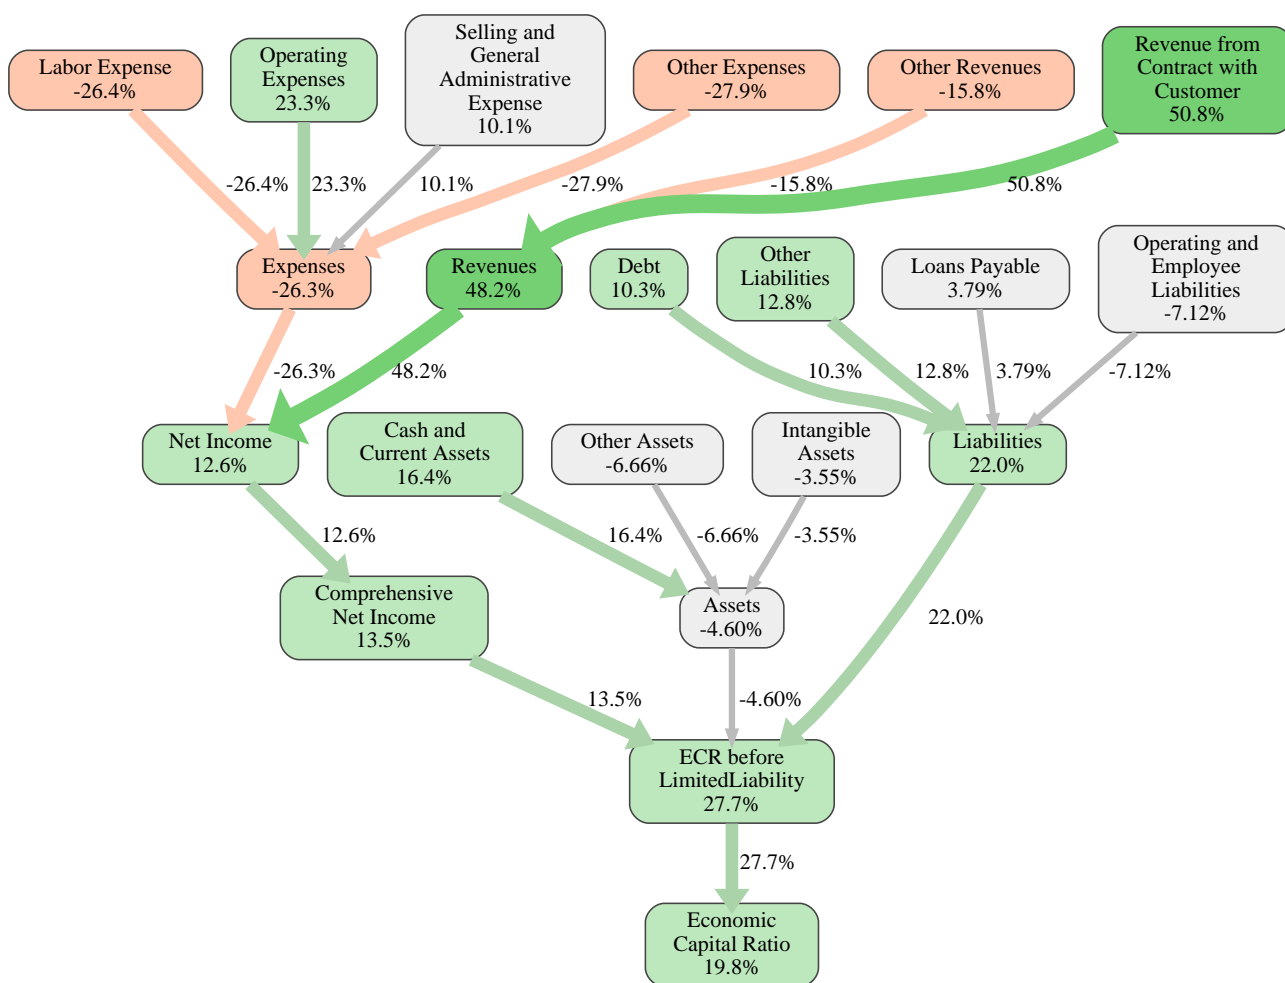 Labor Expense
-26.4%
Operating
Expenses
23.3%
Selling and
General
Administrative
Expense
10.1%
Other Expenses
-27.9%
Other Revenues
-15.8%
Revenue from
Contract with
Customer
50.8%
-26.4%
23.3%
10.1%
-27.9%
-15.8%
50.8%
Expenses
-26.3%
Revenues
48.2%
Debt
10.3%
Other
Liabilities
12.8%
Loans Payable
3.79%
Operating and
Employee
Liabilities
-7.12%
-26.3%
48.2%
10.3%
12.8%
3.79%
-7.12%
Net Income
12.6%
Cash and
Current Assets
16.4%
Other Assets
-6.66%
Intangible
Assets
-3.55%
Liabilities
22.0%
12.6%
16.4%
-6.66%
-3.55%
Comprehensive
Net Income
13.5%
Assets
-4.60%
22.0%
13.5%
-4.60%
ECR before
LimitedLiability
27.7%
27.7%
Economic
Capital Ratio
19.8%